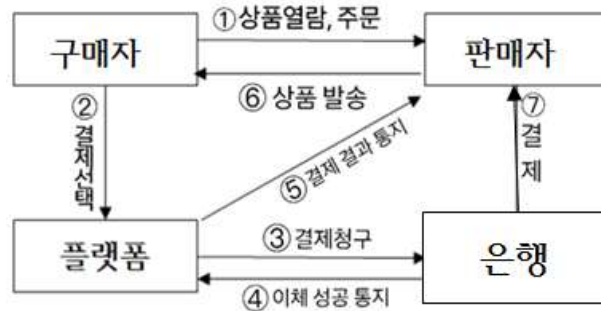 ①상품열람, 주문
구매자
판매자
⑥ 상품 발송
②결제선택
⑦결제
⑤결제 결과 통지
③결제청구
플랫폼
은행
④이체 성공 통지